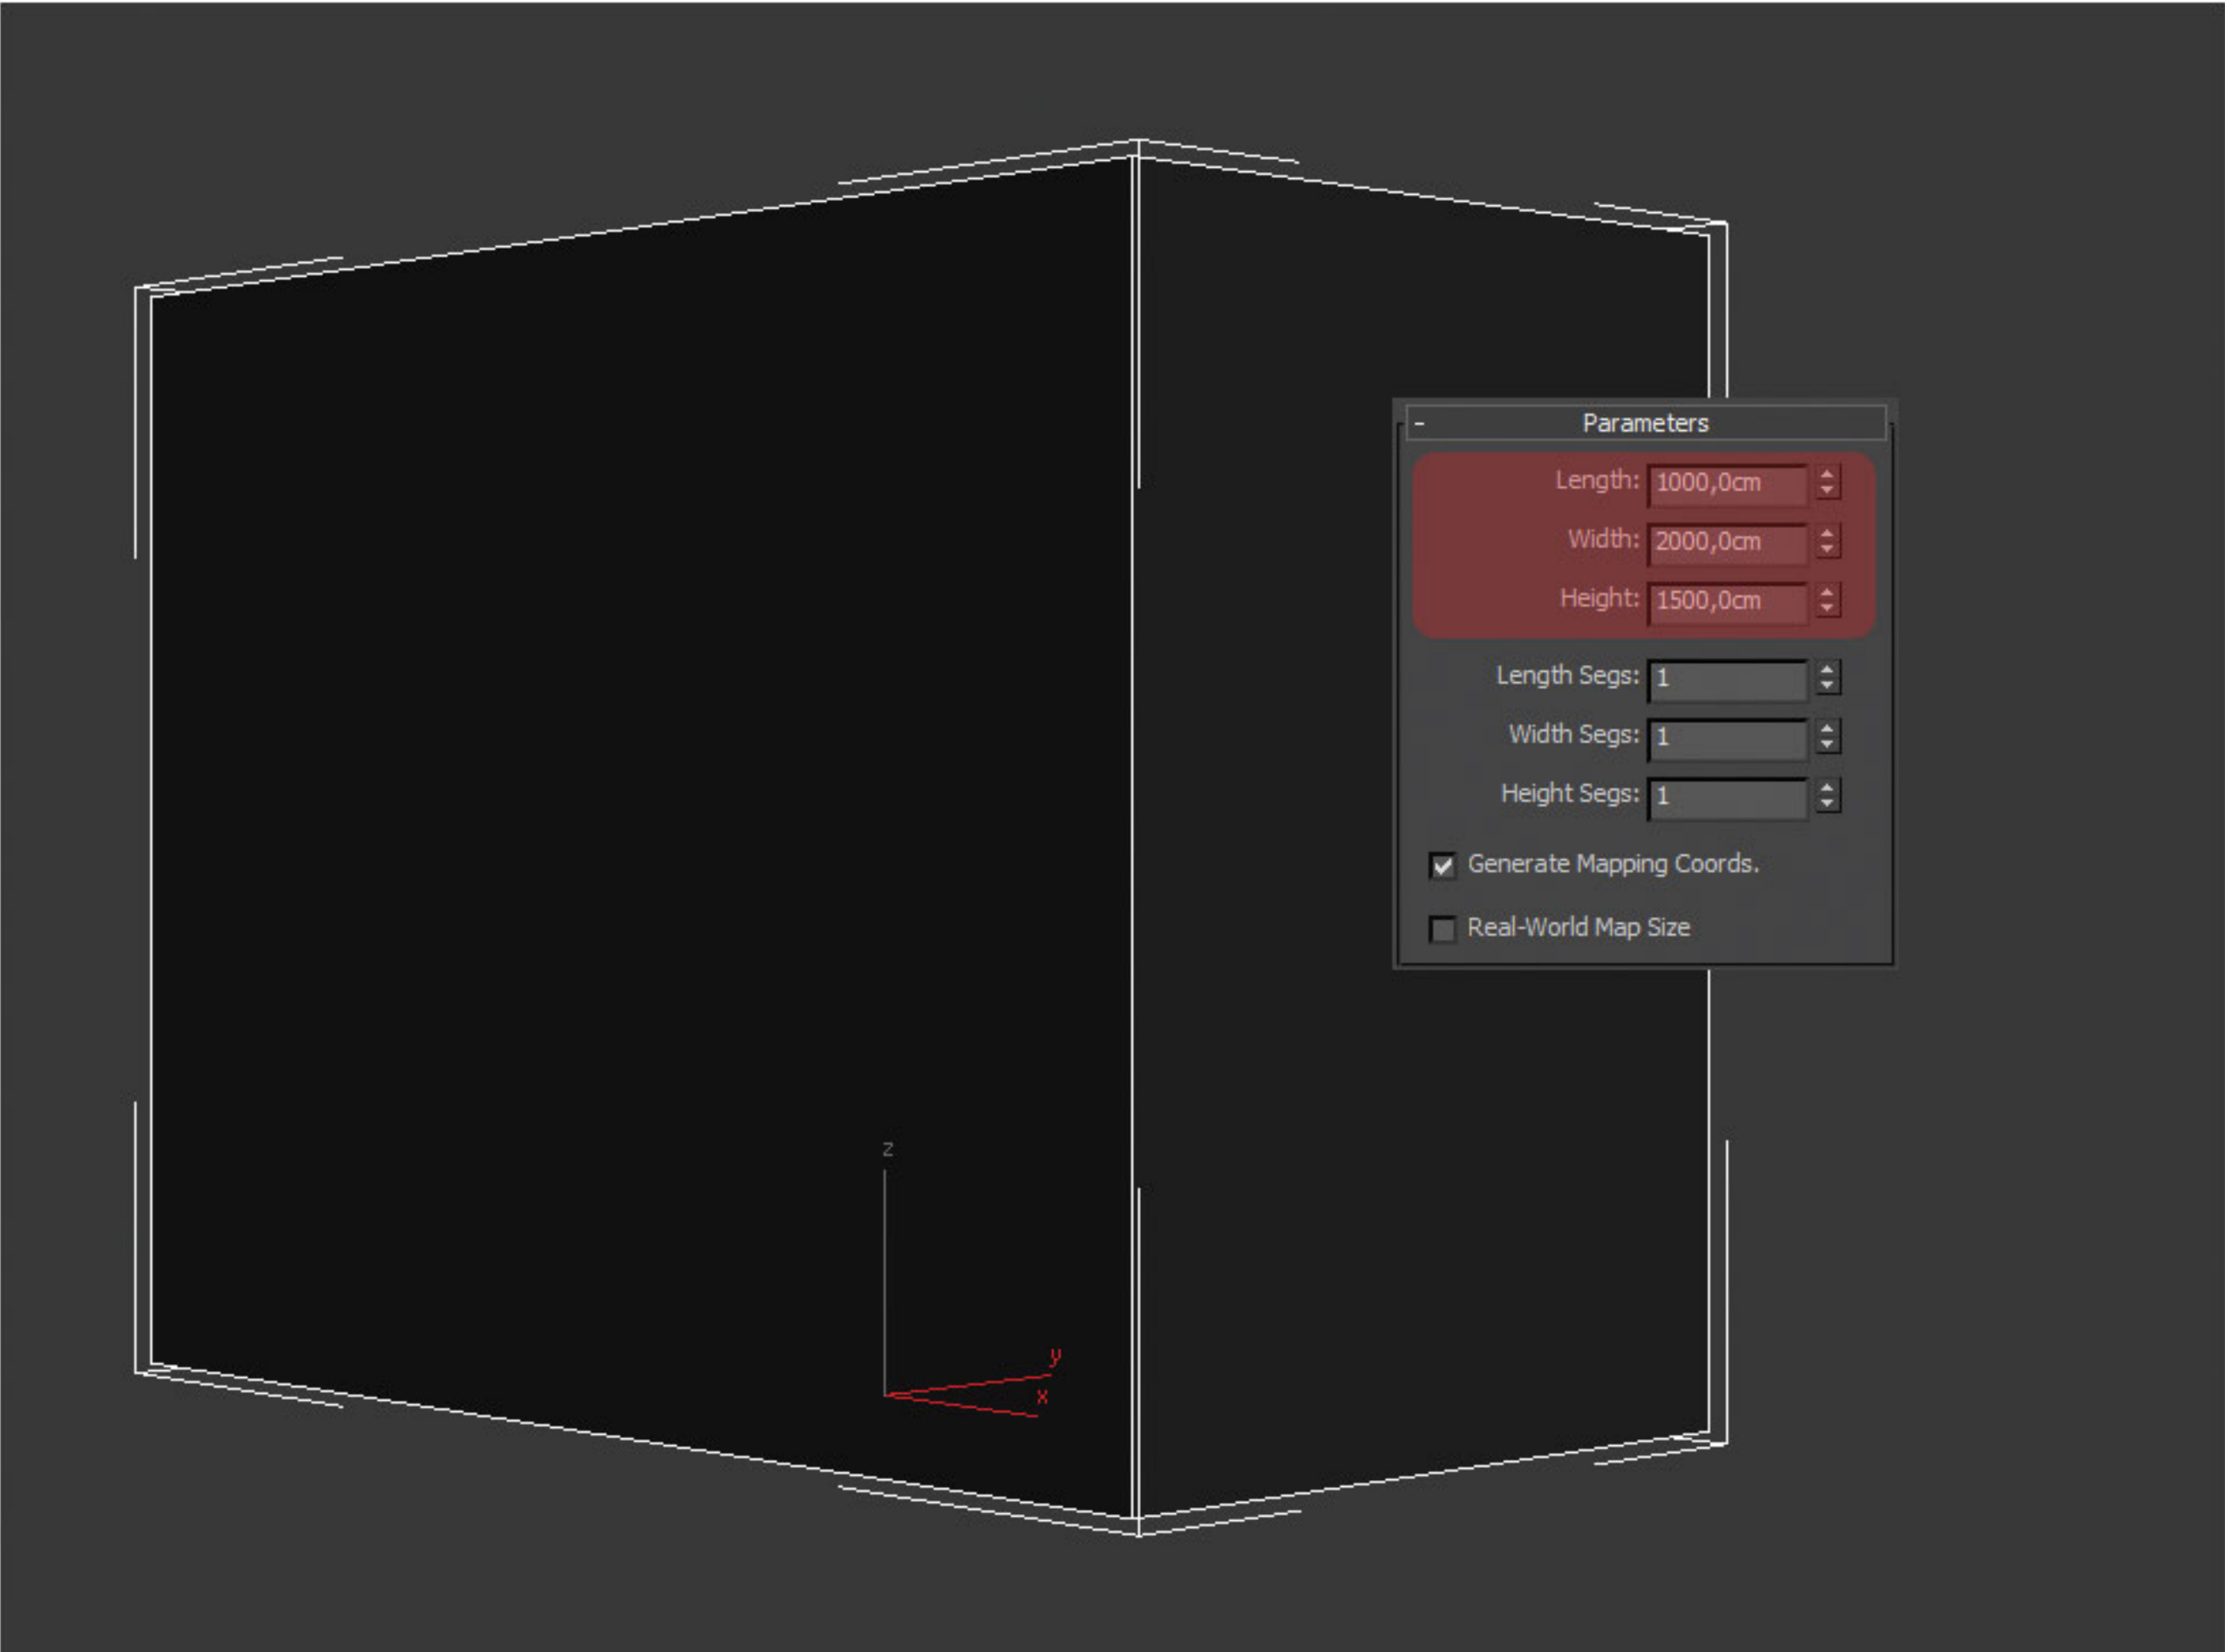 - Parameters
Length: 1000,0cm
Width: 2000,0cm
Height: 1500,0cm
Length Segs: 1
Width Segs: 1
Height Segs: 1
Generate Mapping Coords.
Real-World Map Size
z
y
x